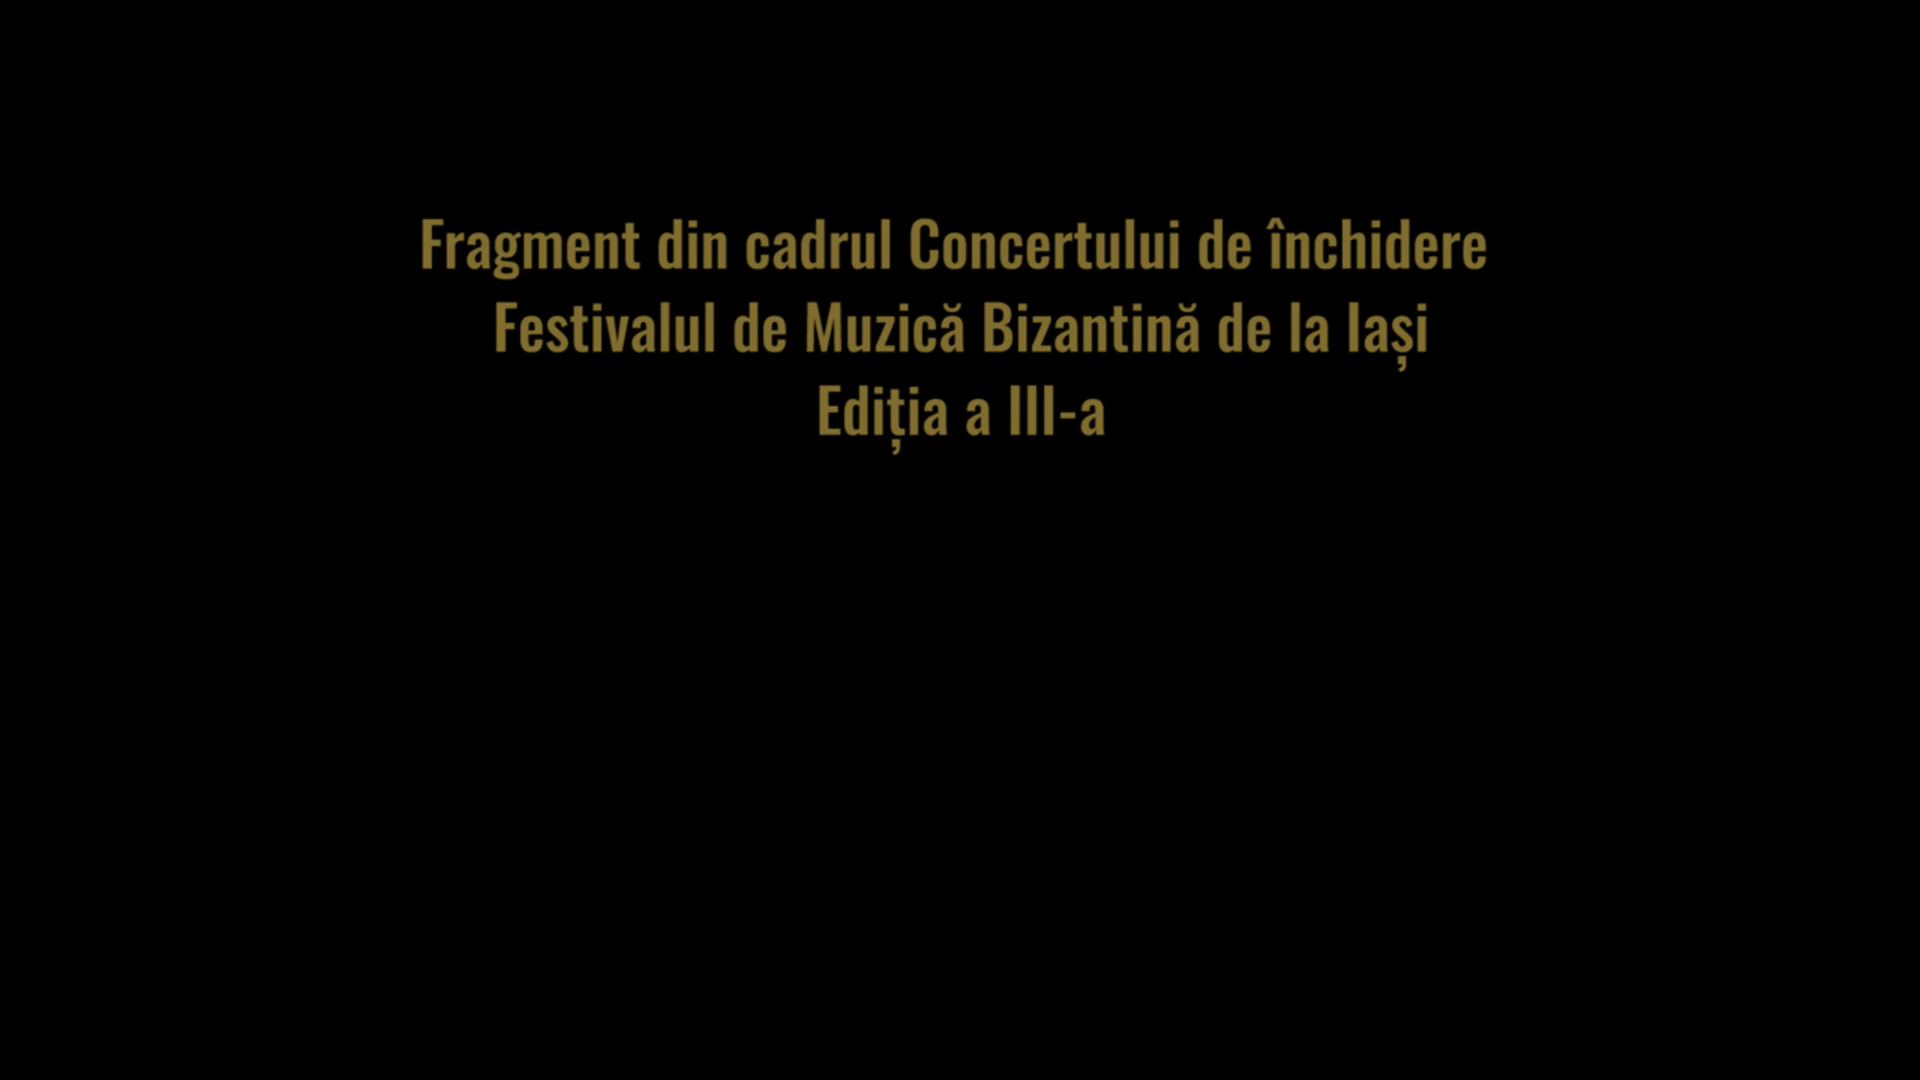 Fragment din cadrul Concertului de închidere
Festivalul de Muzică Bizantină de la Iași
Ediția a III-a